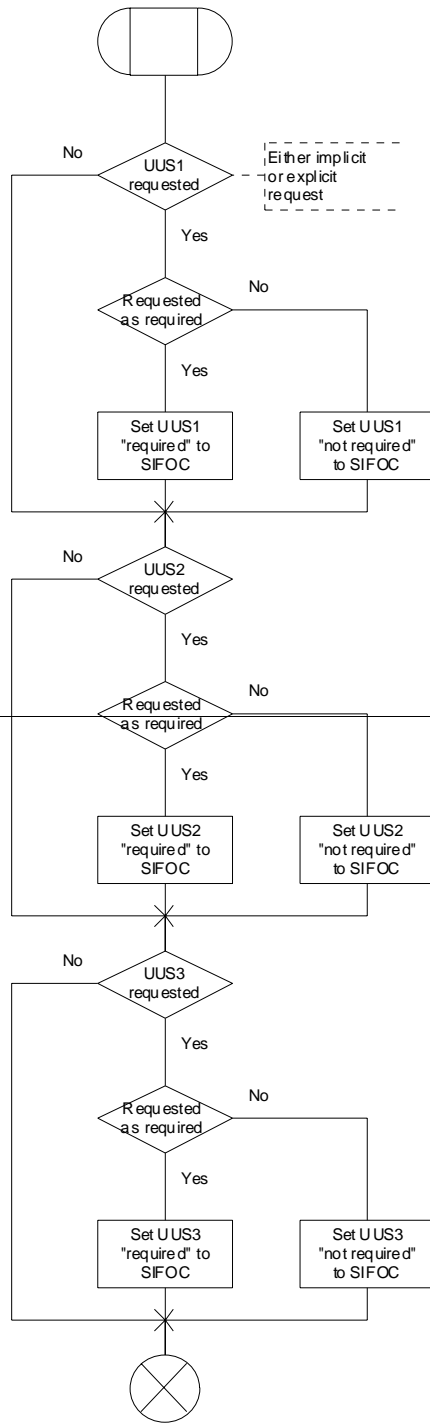 No
UUS1
requested
Either implicit
or explicit
request
Yes
Requested
as required
No
Yes
Set UUS1
"required" to
SIFOC
Set UUS1
"not required"
to SIFOC
No
UUS2
requested
Yes
Requested
as required
No
Yes
Set UUS2
"required" to
SIFOC
Set UUS2
"not required"
to SIFOC
No
UUS3
requested
Yes
Requested
as required
No
Yes
Set UUS3
"required" to
SIFOC
Set UUS3
"not required"
to SIFOC